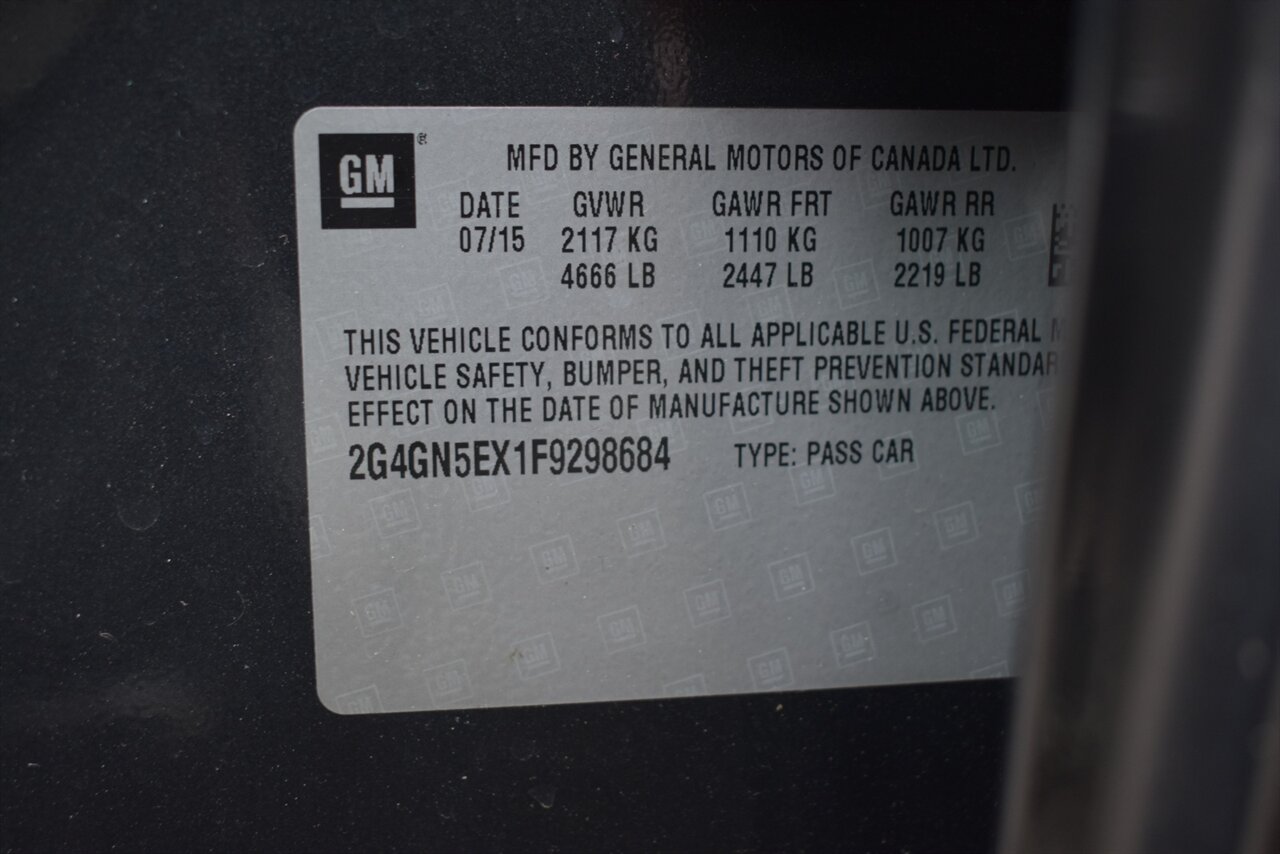 GM®
MFD BY GENERAL MOTORS OF CANADA LTD.
DATE GVWR GAWR FRT GAWR RR
07/15 2117 KG 1110 KG 1007 KG
4666 LB 2447 LB 2219 LB
THIS VEHICLE CONFORMS TO ALL APPLICABLE U.S. FEDERAL
VEHICLE SAFETY, BUMPER, AND THEFT PREVENTION STANDAR
EFFECT ON THE DATE OF MANUFACTURE SHOWN ABOVE.
2G4GN5EX1F9298684 TYPE: PASS CAR